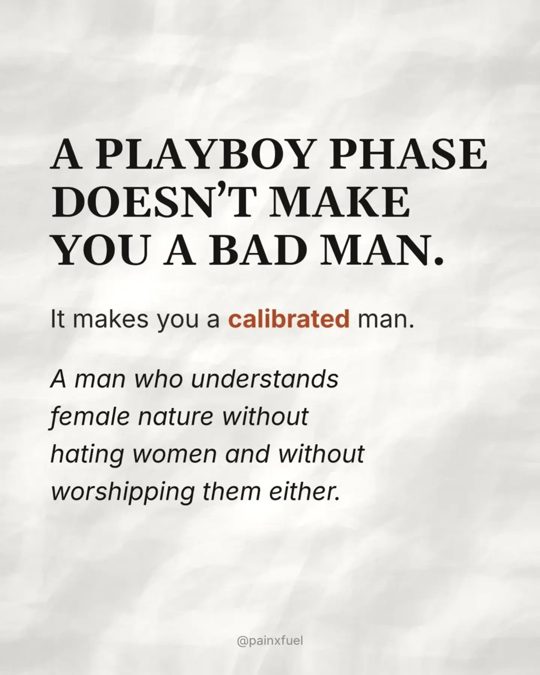 A PLAYBOY PHASE
DOESN’T MAKE
YOU A BAD MAN.
It makes you a calibrated man.
A man who understands
female nature without
hating women and without
worshipping them either.
@painxfuel